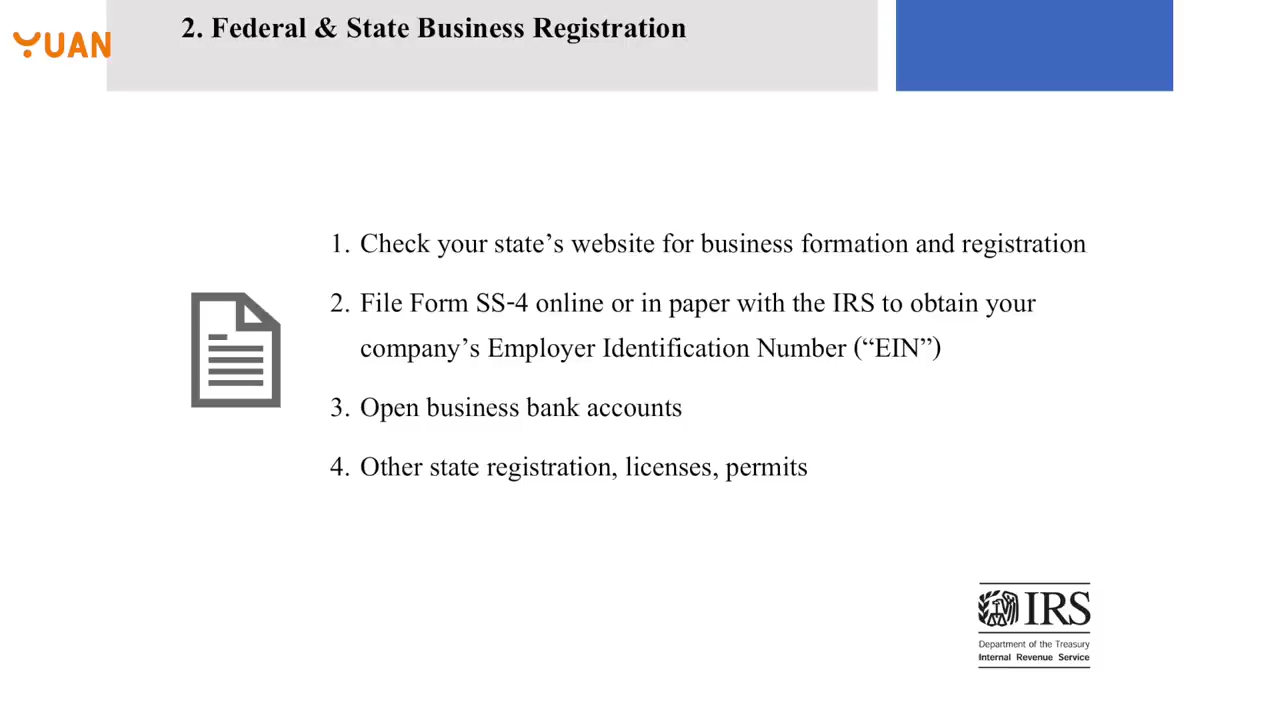 2. Federal & State Business Registration
YUAN
1. Check your state’s website for business formation and registration
2. File Form SS-4 online or in paper with the IRS to obtain your
company’s Employer Identification Number (“EIN”)
3. Open business bank accounts
4. Other state registration, licenses, permits
IRS
Department of the Treasury
Internal Revenue Service